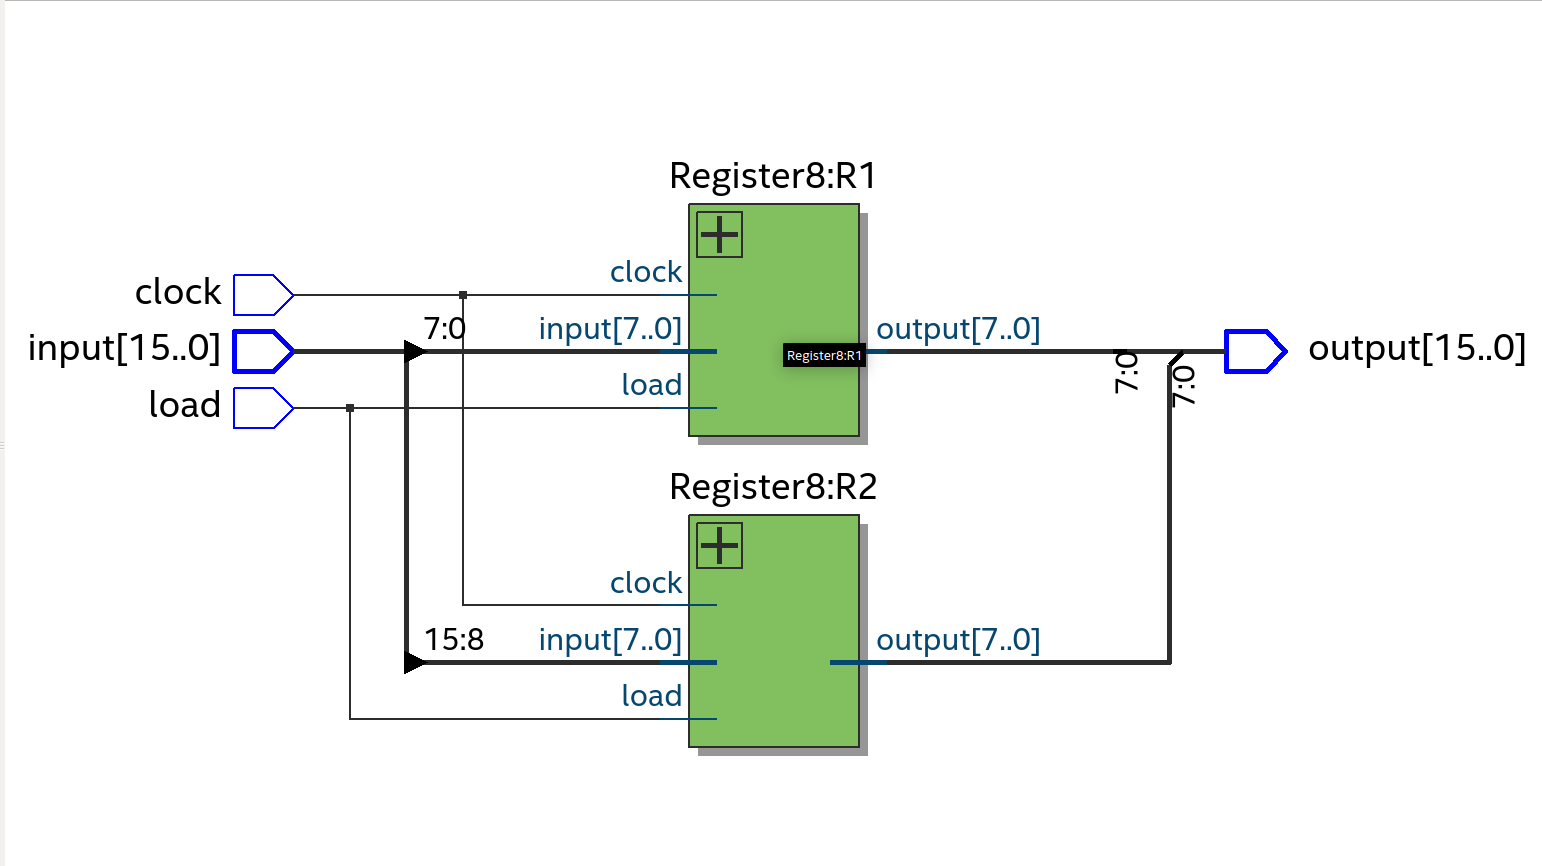 Register8:R1
clock
clock
7:0
input[7..0]
output[7..0]
input[15..0]
Register8:R1
output[15..0]
load
load
7:0
7:0
Register8:R2
clock
15:8
input[7..0]
output[7..0]
load